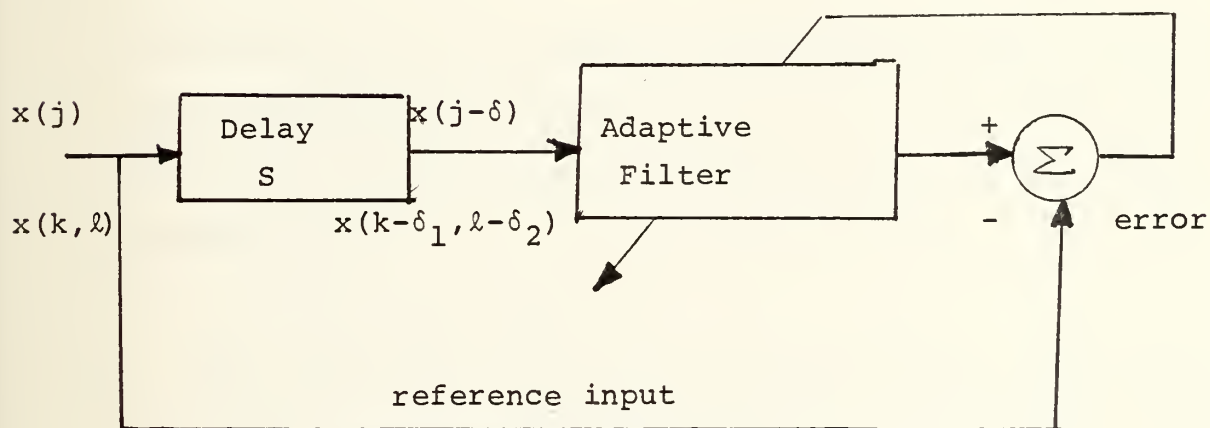 x(j)
x(k,ℓ)
Delay
S
x(j-δ)
x(k-δ₁,ℓ-δ₂)
Adaptive
Filter
+
-
Σ
error
reference input